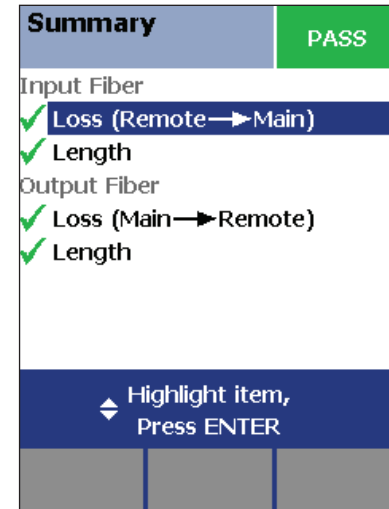 Summary
PASS
Input Fiber
Loss (Remote→Main)
Length
Output Fiber
Loss (Main→Remote)
Length
Highlight item,
Press ENTER